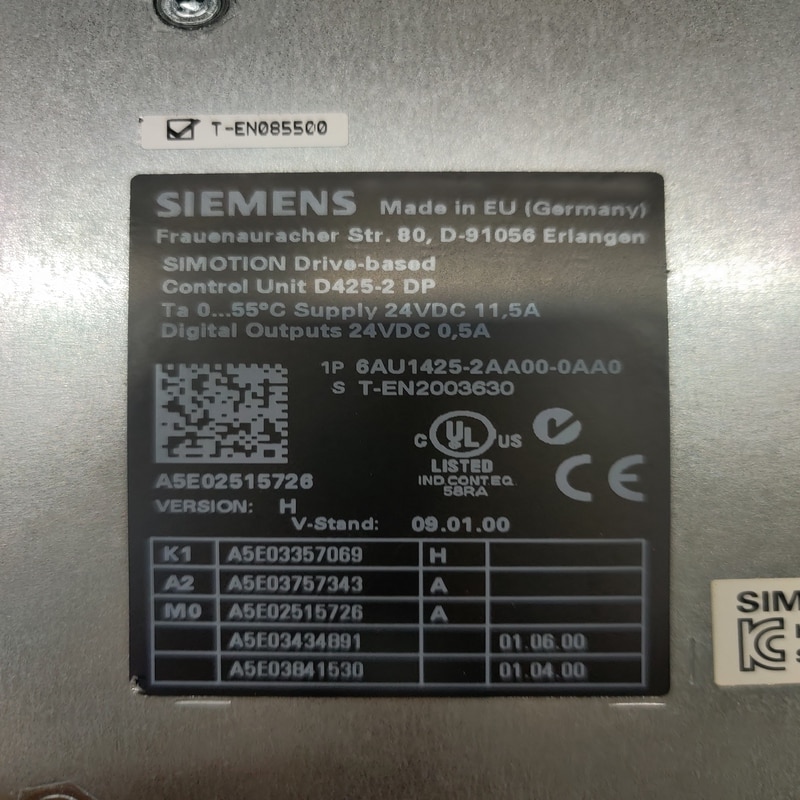 T-EN085500
SIEMENS Made in EU (Germany)
Frauenauracher Str. 80, D-91056 Erlangen
SIMOTION Drive-based
Control Unit D425-2 DP
Ta 0...55°C Supply 24VDC 11,5A
Digital Outputs 24VDC 0,5A
1P 6AU1425-2AA00-0AA0
S T-EN2003630
C UL US
LISTED
IND.CONT.EQ.
58RA
CE
A5E02515726
VERSION: H
V-Stand: 09.01.00
K1 A5E03357069 H
A2 A5E03757343 A
M0 A5E02515726 A
A5E03434891 01.06.00
A5E03841530 01.04.00
SIM